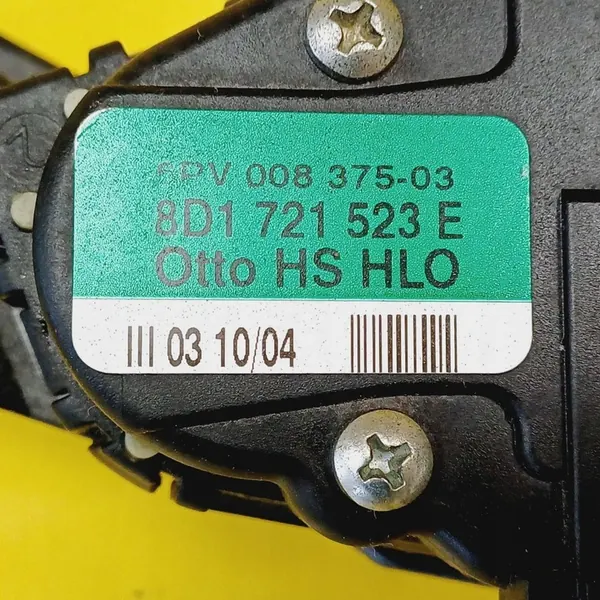 6PV 008 375-03
8D1 721 523 E
Otto HS HLO
III 03 10/04